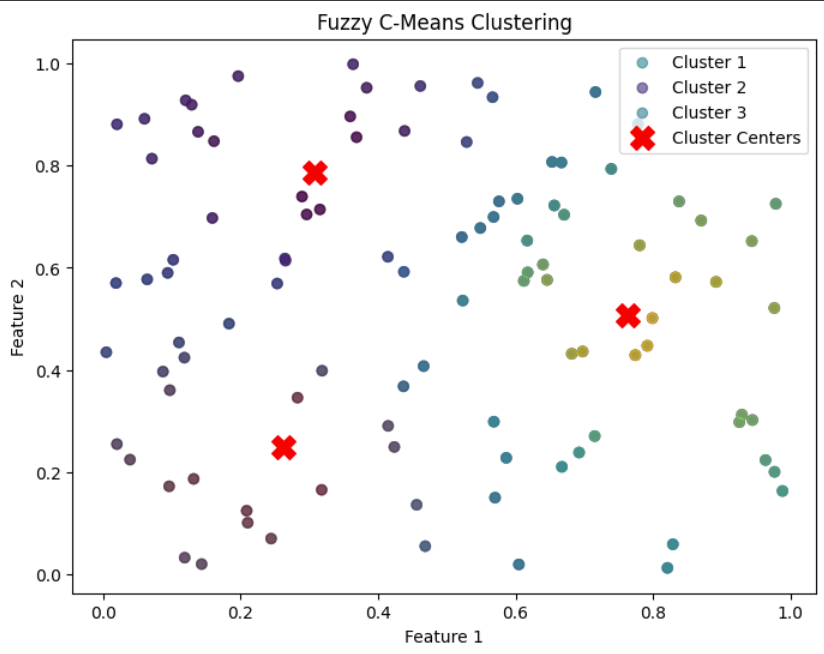 Fuzzy C-Means Clustering
Cluster 1
Cluster 2
Cluster 3
Cluster Centers
Feature 2
1.0
0.8
0.6
0.4
0.2
0.0
0.0 0.2 0.4 0.6 0.8 1.0
Feature 1